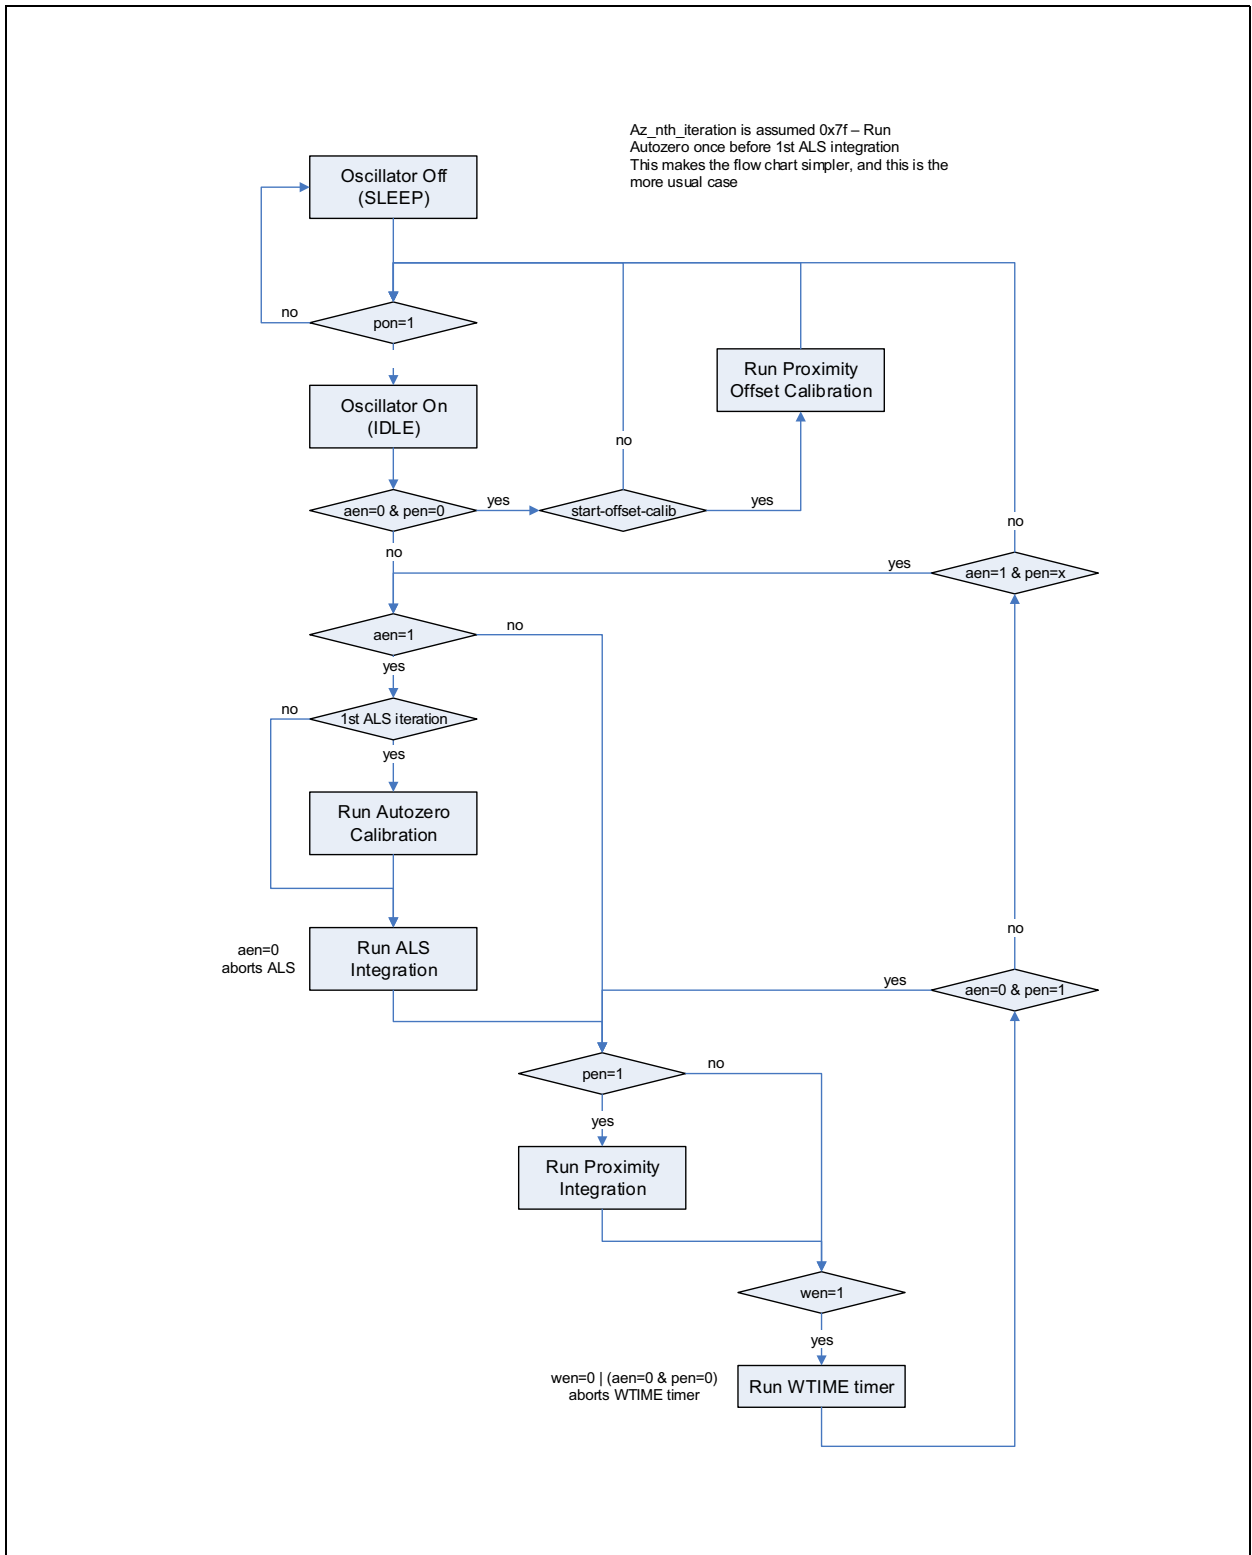 Az_nth_iteration is assumed 0x7f – Run
Autozero once before 1st ALS integration
This makes the flow chart simpler, and this is the
more usual case
Oscillator Off
(SLEEP)
no
pon=1
Run Proximity
Offset Calibration
Oscillator On
(IDLE)
no
aen=0 & pen=0
yes
start-offset-calib
yes
no
no
yes
aen=1 & pen=x
aen=1
no
yes
no
1st ALS iteration
yes
Run Autozero
Calibration
no
aen=0
aborts ALS
Run ALS
Integration
yes
aen=0 & pen=1
pen=1
no
yes
Run Proximity
Integration
wen=1
yes
wen=0 | (aen=0 & pen=0)
aborts WTIME timer
Run WTIME timer